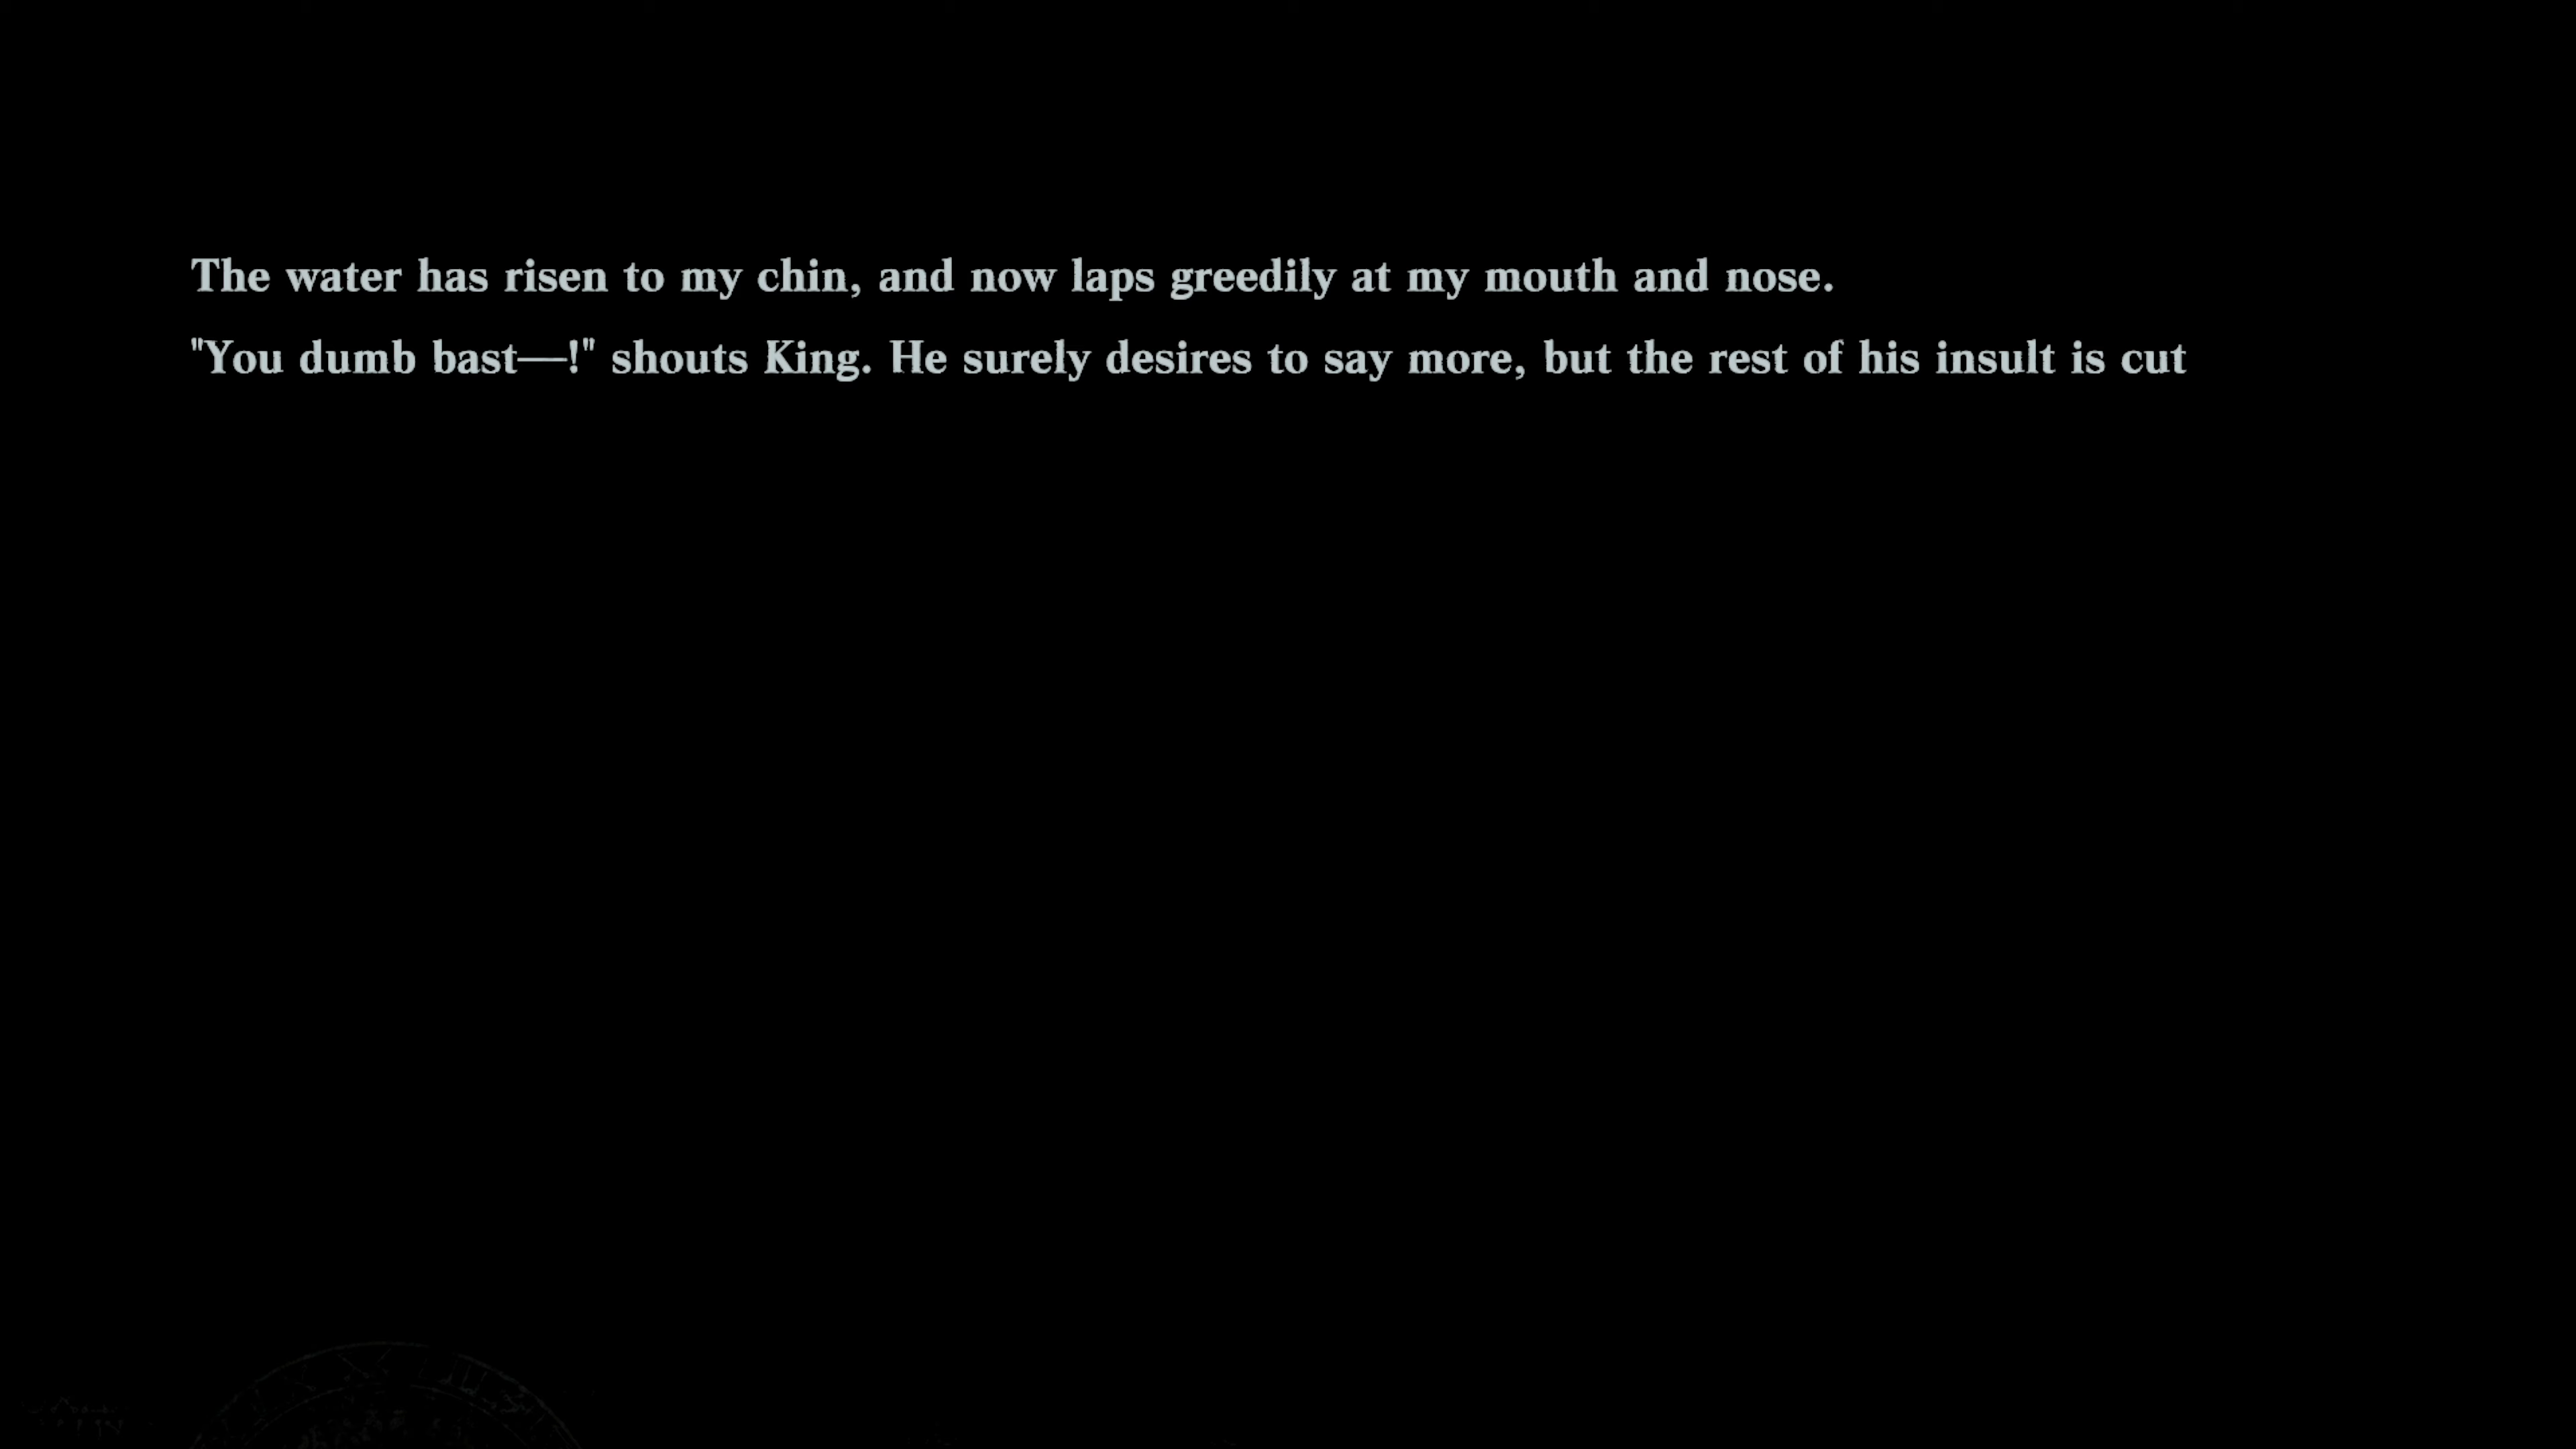 The water has risen to my chin, and now laps greedily at my mouth and nose.
"You dumb bast—!" shouts King. He surely desires to say more, but the rest of his insult is cut